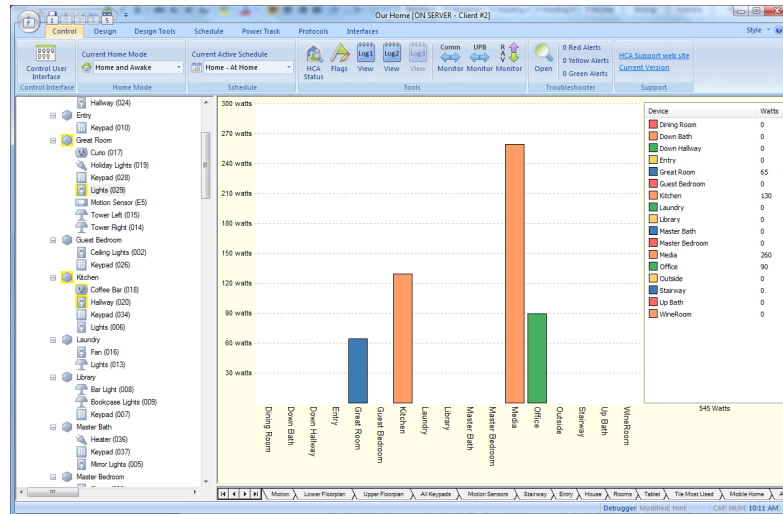 Our Home [ON SERVER - Client #2]
F 1 2 3 4 5
Control Design Design Tools Schedule Power Track Protocols Interfaces Style
Control User Interface
Control Interface
Current Home Mode
Home and Awake
Home Mode
Current Active Schedule
Home - At Home
Schedule
HCA Status
Flags
Log1 View
Log2 View
Log3 View
Comm Monitor
UPB Monitor
Monitor
Tools
Open
0 Red Alerts
0 Yellow Alerts
0 Green Alerts
Troubleshooter
HCA Support web site
Current Version
Support
Hallway (024)
Entry
Keypad (010)
Great Room
Curio (017)
Holiday Lights (019)
Keypad (028)
Lights (029)
Motion Sensor (E5)
Tower Left (015)
Tower Right (014)
Guest Bedroom
Ceiling Lights (002)
Keypad (026)
Kitchen
Coffee Bar (018)
Hallway (020)
Keypad (034)
Lights (006)
Laundry
Fan (016)
Lights (013)
Library
Bar Light (008)
Bookcase Lights (009)
Keypad (007)
Master Bath
Heater (036)
Keypad (037)
Mirror Lights (005)
Master Bedroom
300 watts
270 watts
240 watts
210 watts
180 watts
150 watts
120 watts
90 watts
60 watts
30 watts
Dining Room
Down Bath
Down Hallway
Entry
Great Room
Guest Bedroom
Kitchen
Laundry
Library
Master Bath
Master Bedroom
Media
Office
Outside
Stairway
Up Bath
WineRoom
Device Watts
Dining Room 0
Down Bath 0
Down Hallway 0
Entry 0
Great Room 65
Guest Bedroom 0
Kitchen 130
Laundry 0
Library 0
Master Bath 0
Master Bedroom 0
Media 260
Office 90
Outside 0
Stairway 0
Up Bath 0
WineRoom 0
545 Watts
Motion Lower Floorplan Upper Floorplan All Keypads Motion Sensors Stairway Entry House Rooms Tablet Tile Most Used Mobile Home A
Debugger Modified Hint CAP NUM 10:11 AM